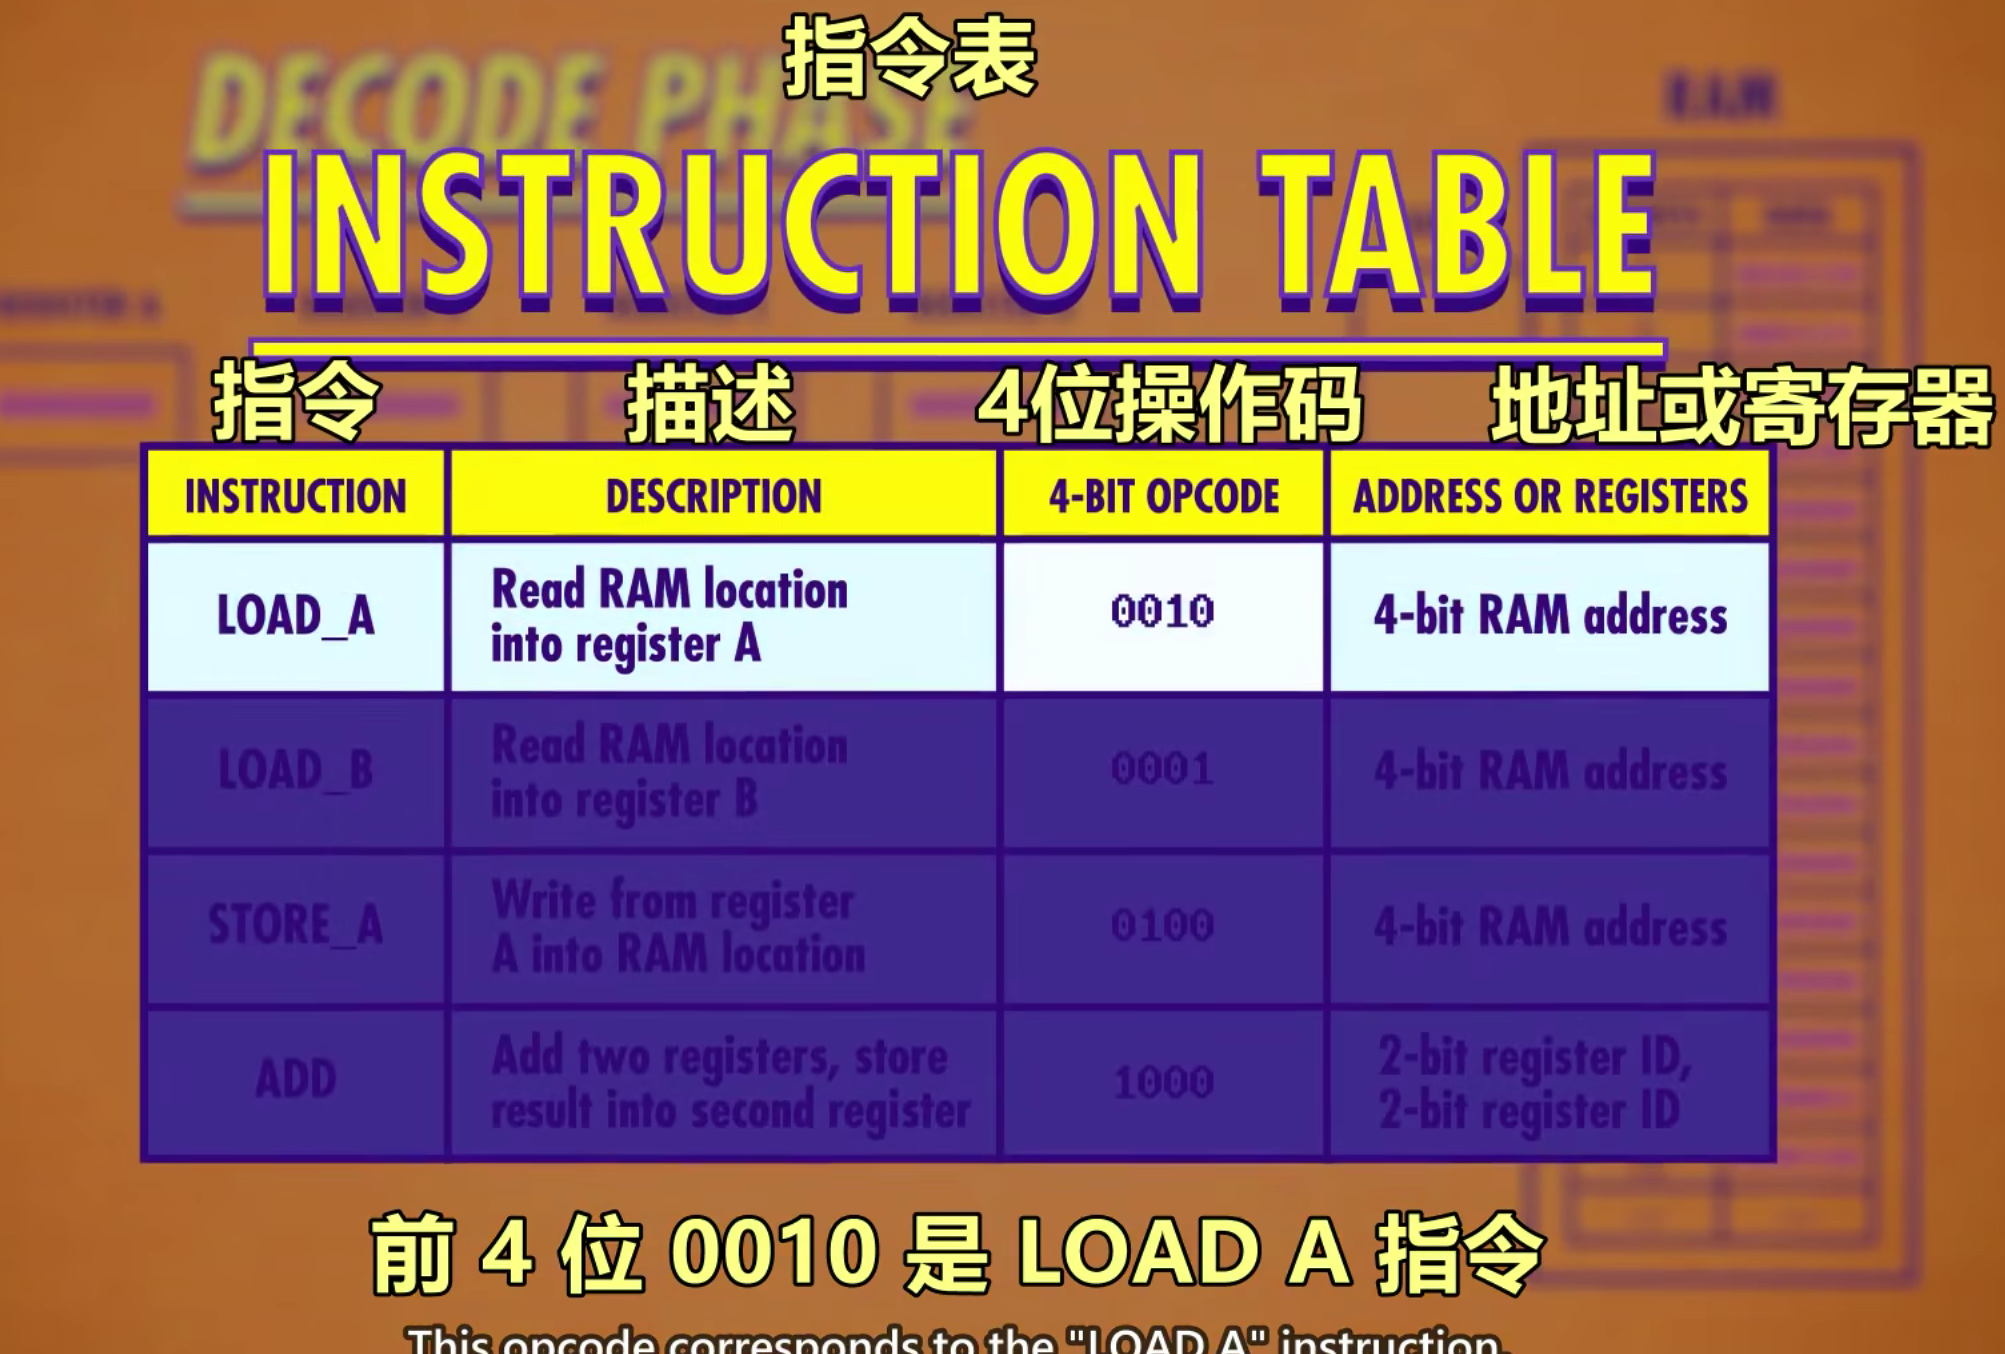 指令表
DECODE PHASE
RAM
INSTRUCTION TABLE
指令 描述 4位操作码 地址或寄存器
INSTRUCTION DESCRIPTION 4-BIT OPCODE ADDRESS OR REGISTERS
LOAD_A
Read RAM location
into register A
0010
4-bit RAM address
LOAD_B
Read RAM location
into register B
0001
4-bit RAM address
STORE_A
Write from register
A into RAM location
0100
4-bit RAM address
ADD
Add two registers, store
result into second register
1000
2-bit register ID,
2-bit register ID
前 4 位 0010 是 LOAD A 指令
This opcode corresponds to the "LOAD A" instruction.